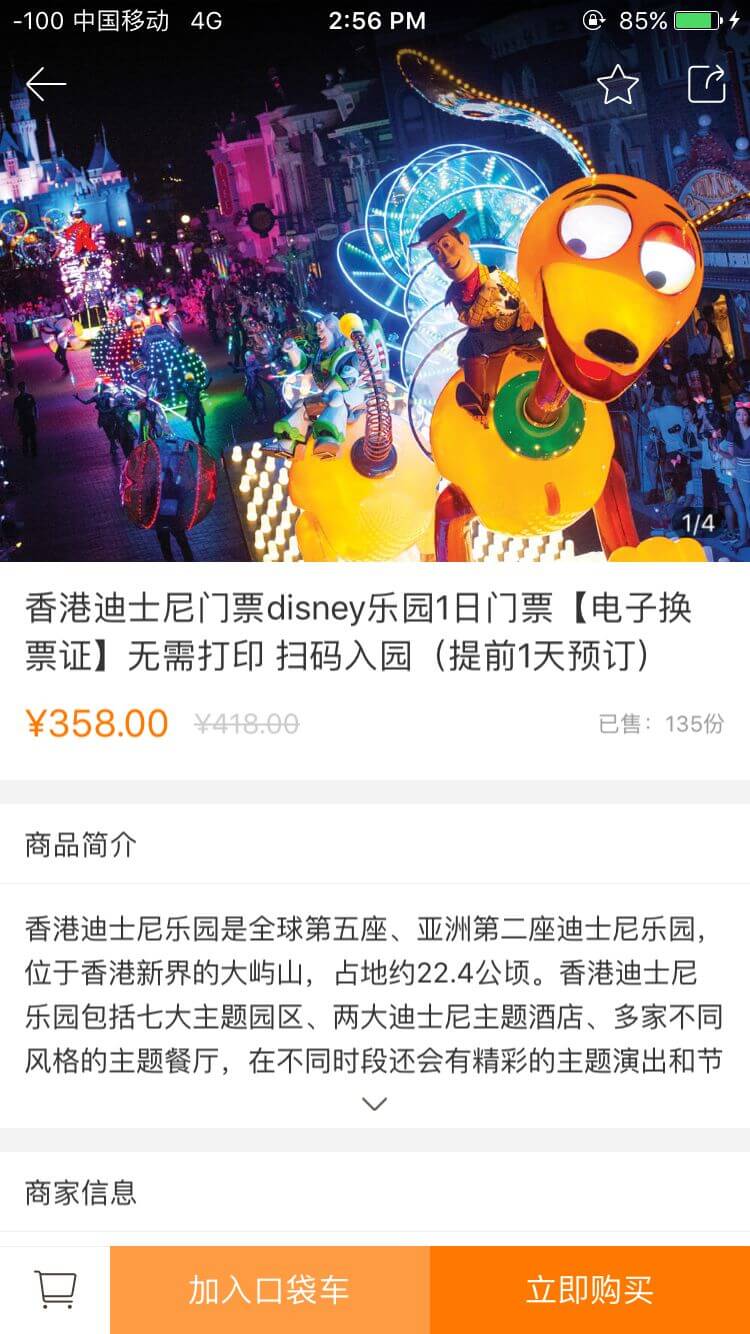 -100 中国移动 4G 2:56 PM 85%
1/4
香港迪士尼门票disney乐园1日门票【电子换
票证】无需打印 扫码入园（提前1天预订）
¥358.00 ¥418.00 已售：135份
商品简介
香港迪士尼乐园是全球第五座、亚洲第二座迪士尼乐园，
位于香港新界的大屿山，占地约22.4公顷。香港迪士尼
乐园包括七大主题园区、两大迪士尼主题酒店、多家不同
风格的主题餐厅，在不同时段还会有精彩的主题演出和节
商家信息
加入口袋车 立即购买